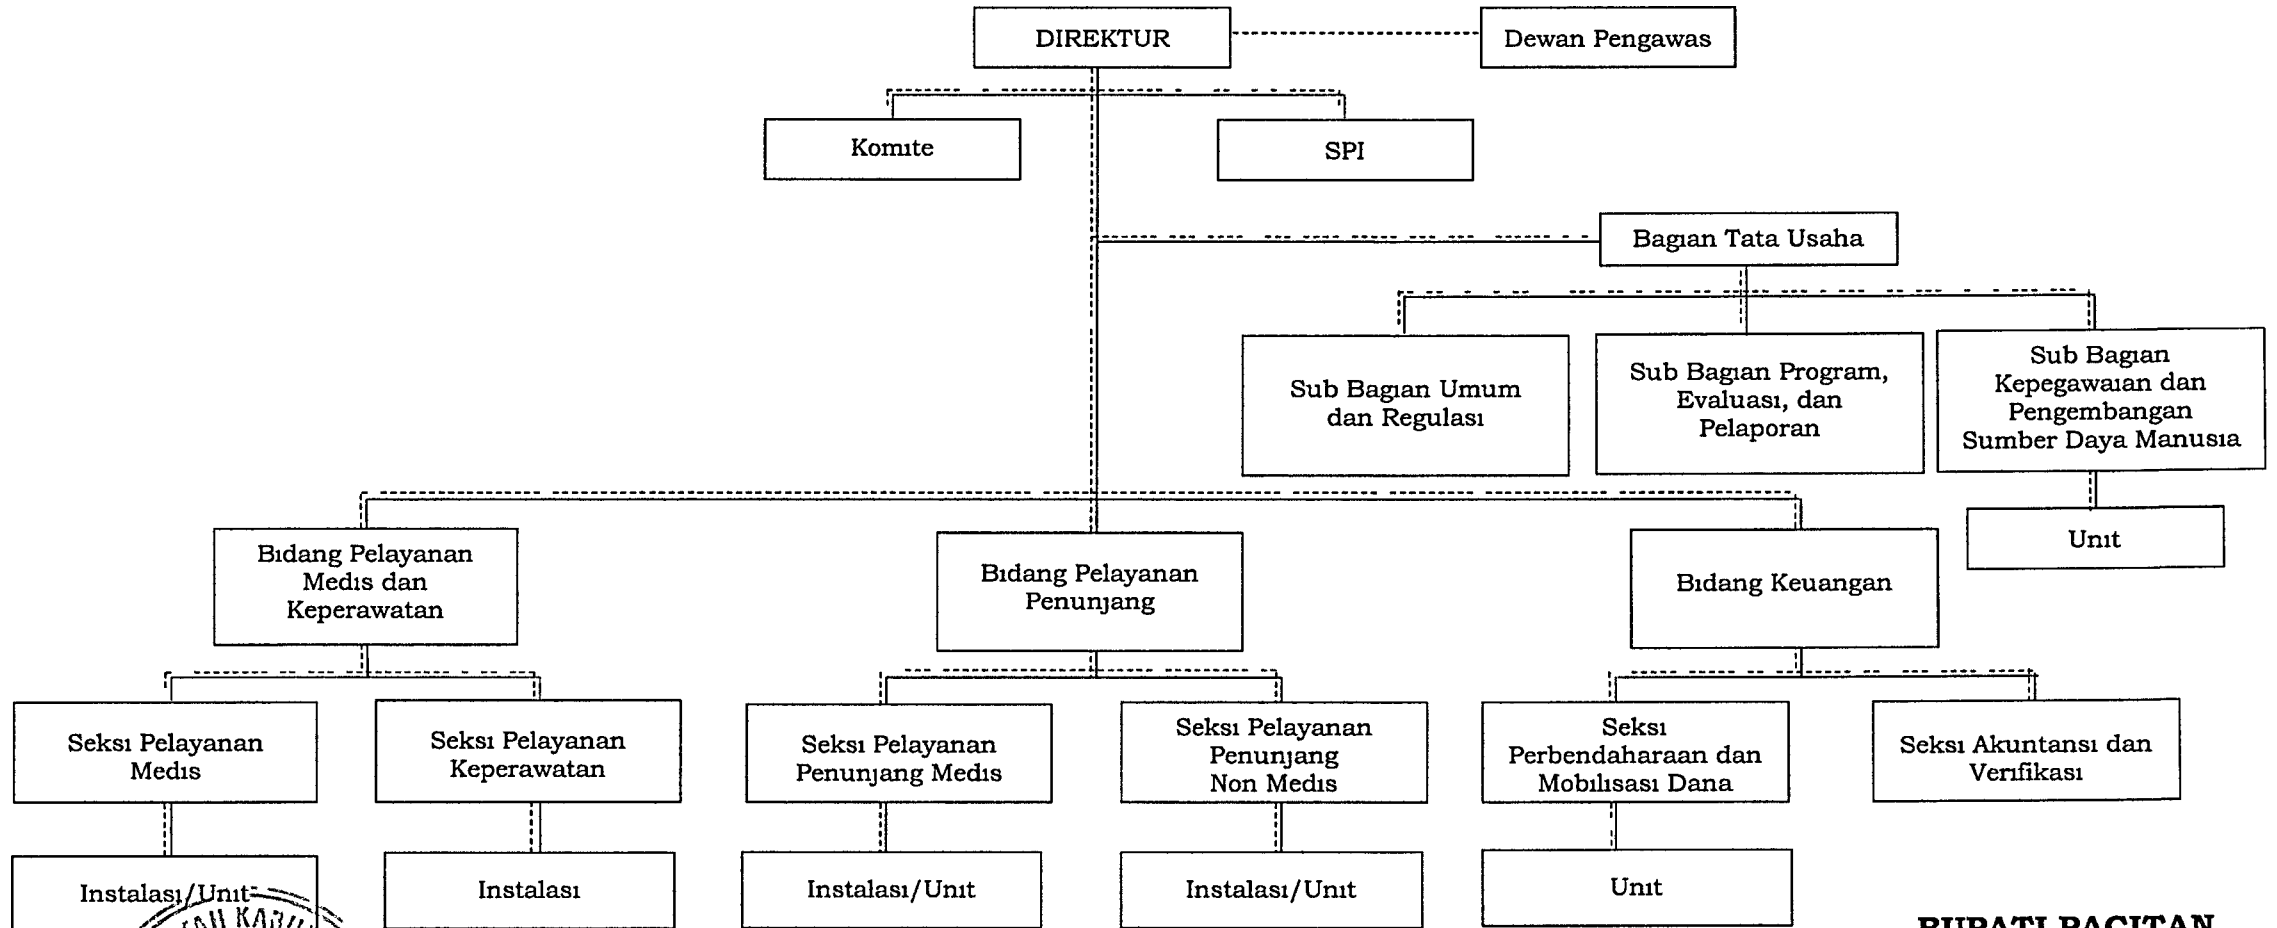 DIREKTUR
Dewan Pengawas
Komite
SPI
Bagian Tata Usaha
Sub Bagian Umum
dan Regulasi
Sub Bagian Program,
Evaluasi, dan
Pelaporan
Sub Bagian
Kepegawaian dan
Pengembangan
Sumber Daya Manusia
Unit
Bidang Pelayanan
Medis dan
Keperawatan
Bidang Pelayanan
Penunjang
Bidang Keuangan
Seksi Pelayanan
Medis
Seksi Pelayanan
Keperawatan
Seksi Pelayanan
Penunjang Medis
Seksi Pelayanan
Penunjang
Non Medis
Seksi
Perbendaharaan dan
Mobilisasi Dana
Seksi Akuntansi dan
Verifikasi
Instalasi/Unit
Instalasi
Instalasi/Unit
Instalasi/Unit
Unit
BUPATI PACITAN